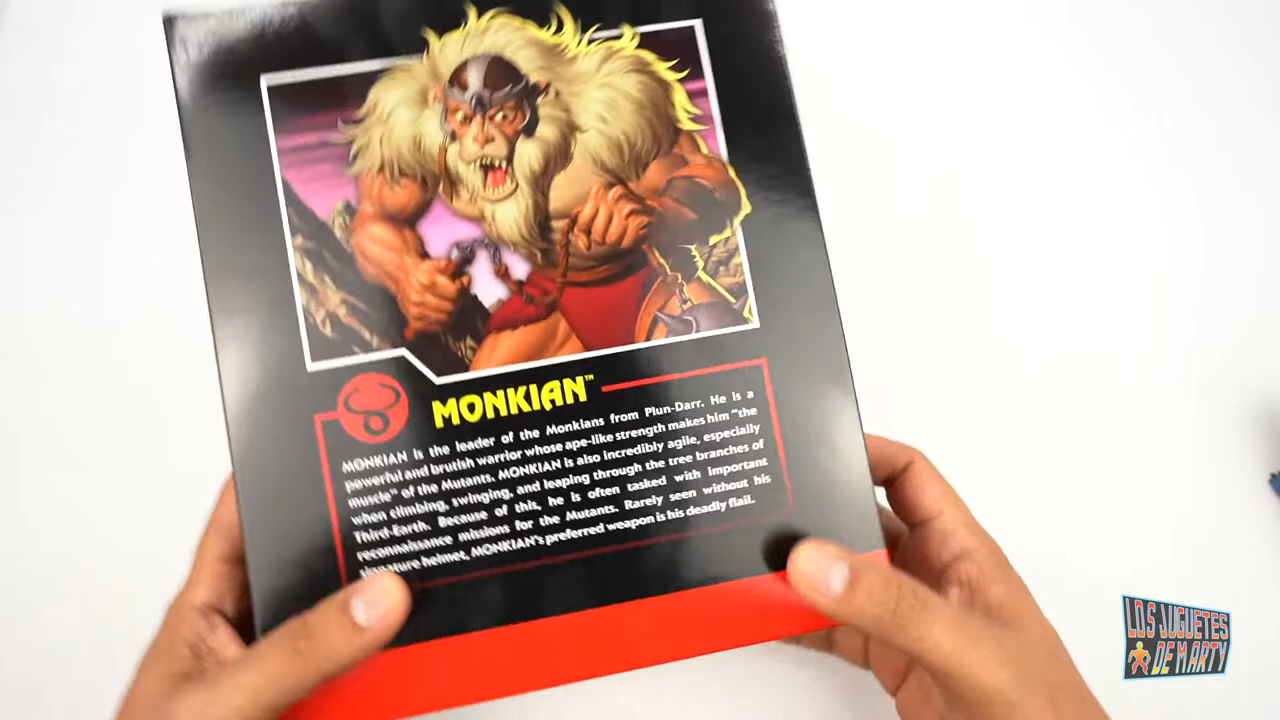 MONKIAN™
MONKIAN is the leader of the Monkians from Plun-Darr. He is a
powerful and brutish warrior whose ape-like strength makes him "the
muscle" of the Mutants. MONKIAN is also incredibly agile, especially
when climbing, swinging, and leaping through the tree branches of
Third-Earth. Because of this, he is often tasked with important
reconnaissance missions for the Mutants. Rarely seen without his
signature helmet, MONKIAN's preferred weapon is his deadly flail.
LOS JUGUETES
DE MARTY